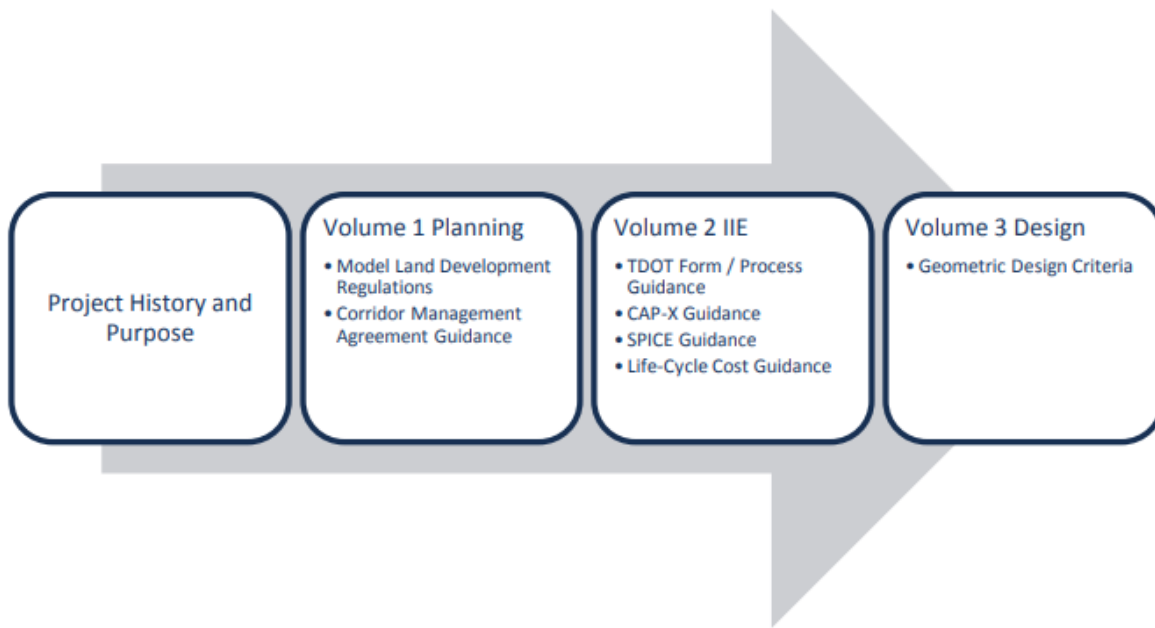 Project History and
Purpose
Volume 1 Planning
• Model Land Development
Regulations
• Corridor Management
Agreement Guidance
Volume 2 IIE
• TDOT Form / Process
Guidance
• CAP-X Guidance
• SPICE Guidance
• Life-Cycle Cost Guidance
Volume 3 Design
• Geometric Design Criteria